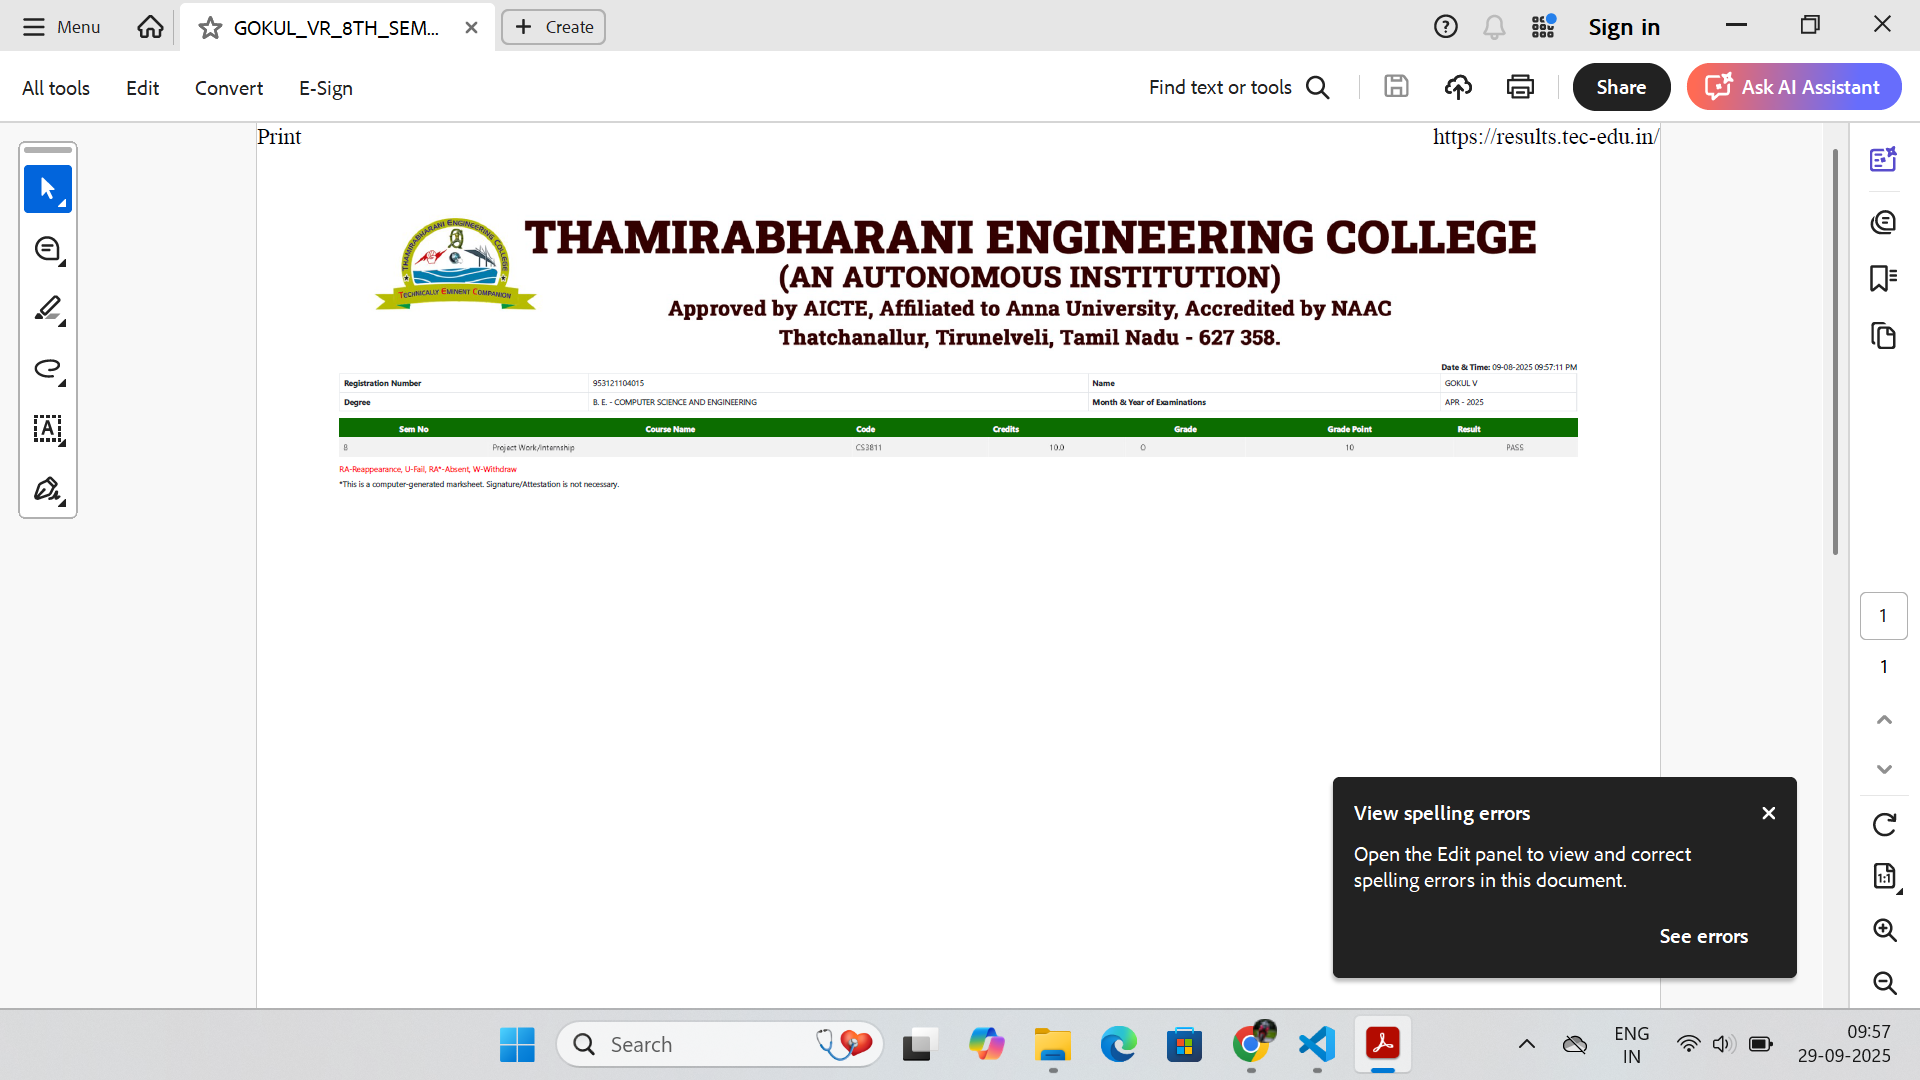 Menu
GOKUL_VR_8TH_SEM...
Create
Sign in
All tools
Edit
Convert
E-Sign
Find text or tools
Share
Ask AI Assistant
Print
https://results.tec-edu.in/
THAMIRABHARANI ENGINEERING COLLEGE
TECHNICALLY EMINENT COMPANION
THAMIRABHARANI ENGINEERING COLLEGE
(AN AUTONOMOUS INSTITUTION)
Approved by AICTE, Affiliated to Anna University, Accredited by NAAC
Thatchanallur, Tirunelveli, Tamil Nadu - 627 358.
Date & Time: 09-08-2025 09:57:11 PM
Registration Number 953121104015 Name GOKUL V
Degree B. E. - COMPUTER SCIENCE AND ENGINEERING Month & Year of Examinations APR - 2025
Sem No Course Name Code Credits Grade Grade Point Result
8 Project Work/Internship CS3811 10.0 O 10 PASS
RA-Reappearance, U-Fail, RA*-Absent, W-Withdraw
*This is a computer-generated marksheet. Signature/Attestation is not necessary.
1
1
View spelling errors
Open the Edit panel to view and correct
spelling errors in this document.
See errors
1:1
Search
ENG
IN
09:57
29-09-2025